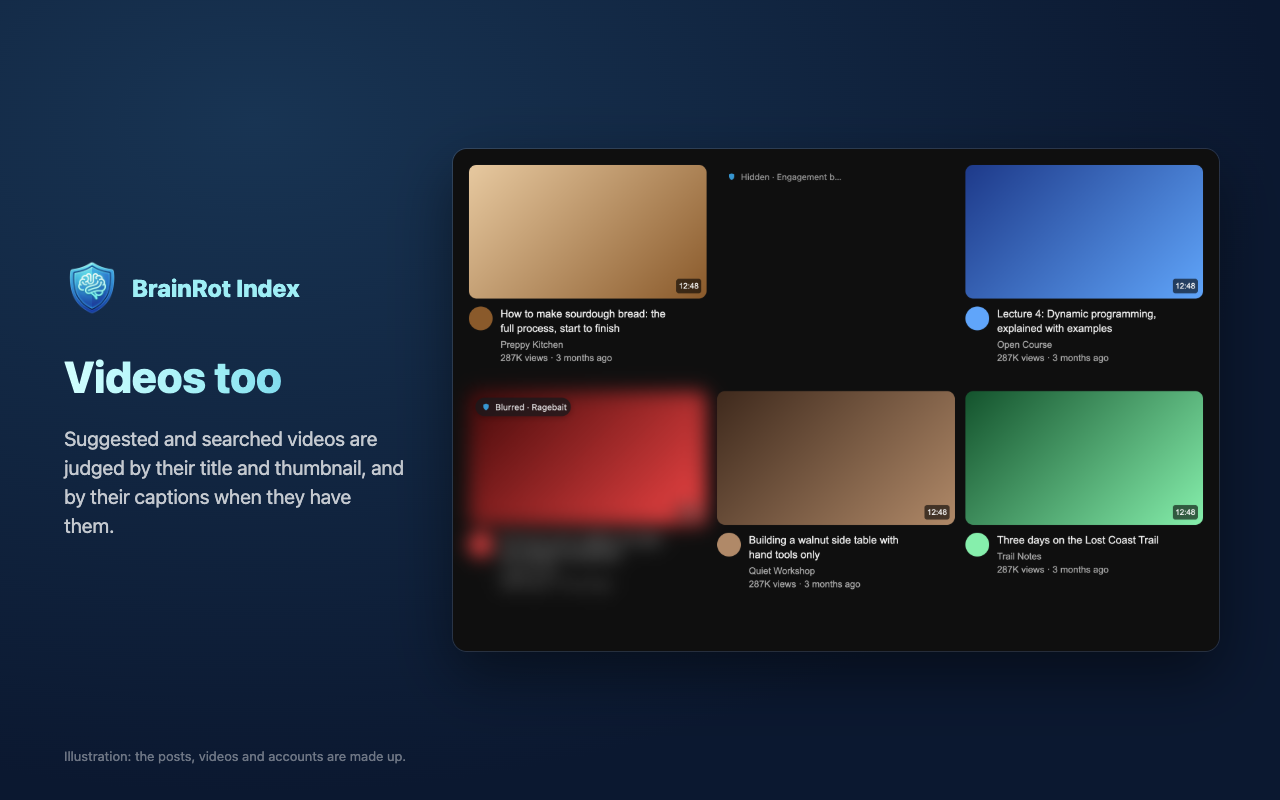 BrainRot Index
Videos too
Suggested and searched videos are
judged by their title and thumbnail, and
by their captions when they have
them.
Illustration: the posts, videos and accounts are made up.
12:48
How to make sourdough bread: the
full process, start to finish
Preppy Kitchen
287K views · 3 months ago
Hidden · Engagement b...
12:48
Lecture 4: Dynamic programming,
explained with examples
Open Course
287K views · 3 months ago
Blurred · Ragebait
12:48
Building a walnut side table with
hand tools only
Quiet Workshop
287K views · 3 months ago
12:48
Three days on the Lost Coast Trail
Trail Notes
287K views · 3 months ago